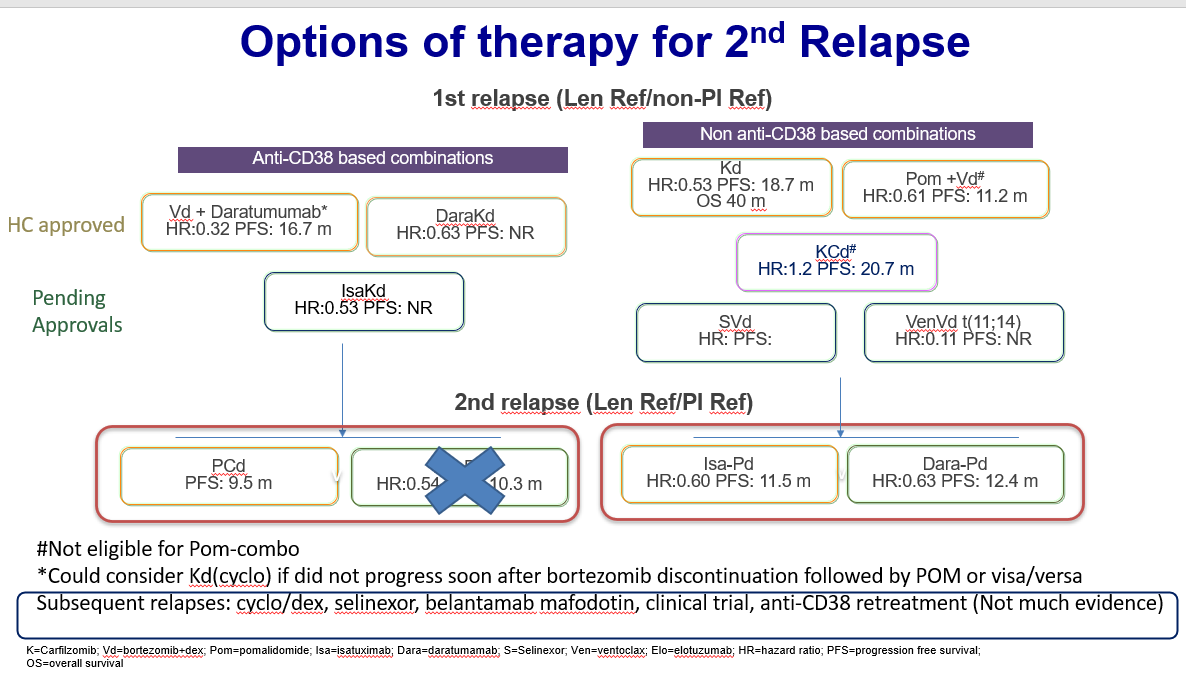 Options of therapy for 2nd Relapse
1st relapse (Len Ref/non-PI Ref)
Anti-CD38 based combinations
Non anti-CD38 based combinations
HC approved
Vd + Daratumumab*
HR:0.32 PFS: 16.7 m
DaraKd
HR:0.63 PFS: NR
Kd
HR:0.53 PFS: 18.7 m
OS 40 m
Pom +Vd#
HR:0.61 PFS: 11.2 m
KCd#
HR:1.2 PFS: 20.7 m
Pending
Approvals
IsaKd
HR:0.53 PFS: NR
SVd
HR: PFS:
VenVd t(11;14)
HR:0.11 PFS: NR
2nd relapse (Len Ref/PI Ref)
PCd
PFS: 9.5 m
HR:0.54 10.3 m
Isa-Pd
HR:0.60 PFS: 11.5 m
Dara-Pd
HR:0.63 PFS: 12.4 m
#Not eligible for Pom-combo
*Could consider Kd(cyclo) if did not progress soon after bortezomib discontinuation followed by POM or visa/versa
Subsequent relapses: cyclo/dex, selinexor, belantamab mafodotin, clinical trial, anti-CD38 retreatment (Not much evidence)
K=Carfilzomib; Vd=bortezomib+dex; Pom=pomalidomide; Isa=isatuximab; Dara=daratumamab; S=Selinexor; Ven=ventoclax; Elo=elotuzumab; HR=hazard ratio; PFS=progression free survival;
OS=overall survival